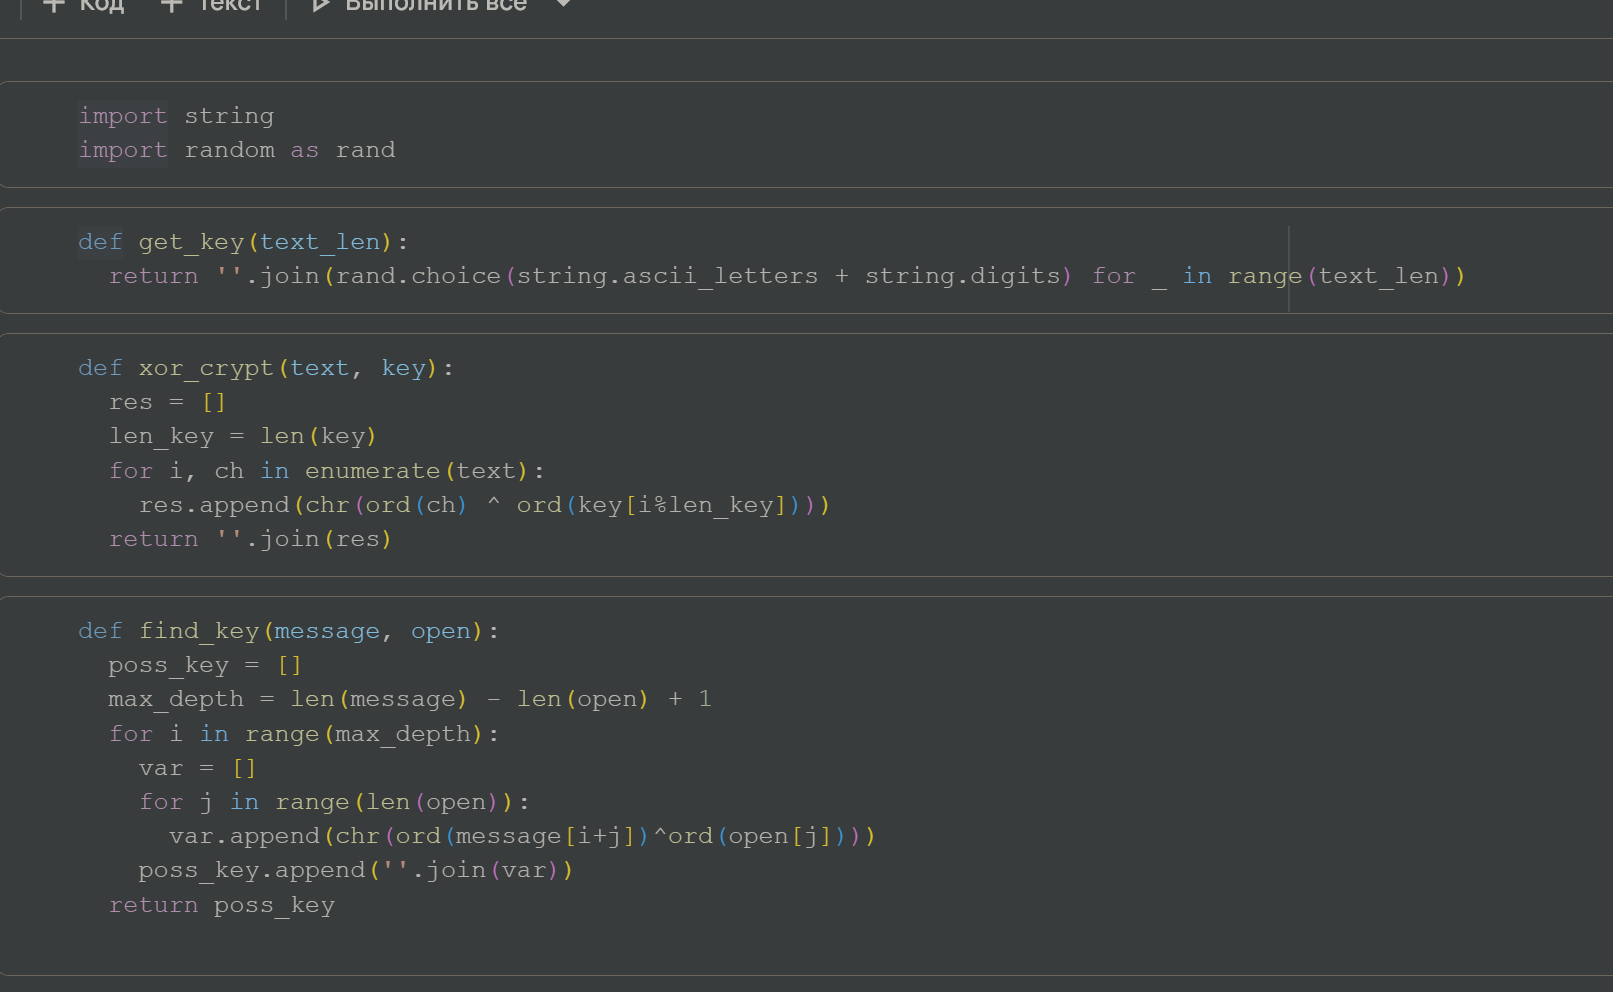 + Код + Текст Выполнить все
import string
import random as rand
def get_key(text_len):
  return ''.join(rand.choice(string.ascii_letters + string.digits) for _ in range(text_len))
def xor_crypt(text, key):
  res = []
  len_key = len(key)
  for i, ch in enumerate(text):
    res.append(chr(ord(ch) ^ ord(key[i%len_key])))
  return ''.join(res)
def find_key(message, open):
  poss_key = []
  max_depth = len(message) - len(open) + 1
  for i in range(max_depth):
    var = []
    for j in range(len(open)):
      var.append(chr(ord(message[i+j])^ord(open[j])))
    poss_key.append(''.join(var))
  return poss_key